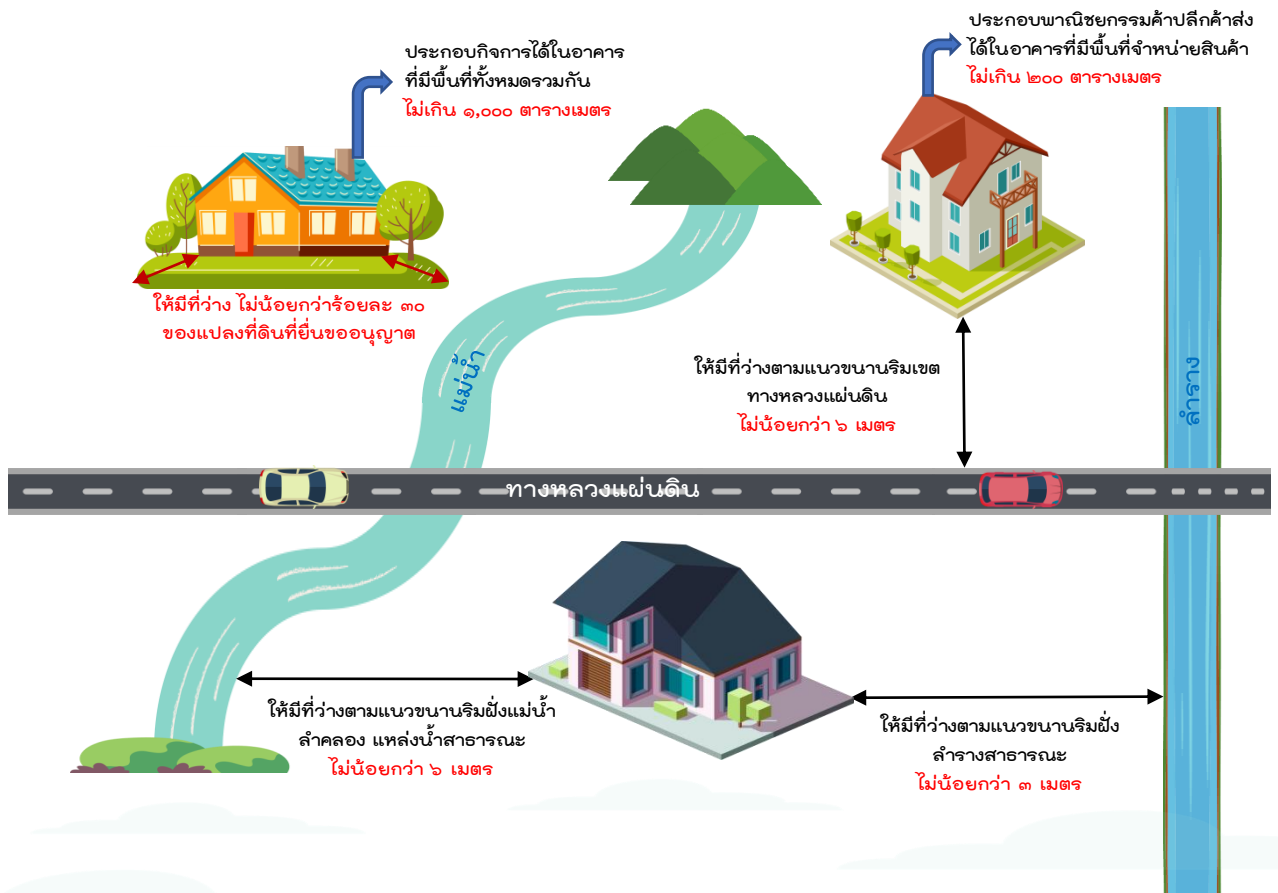 ประกอบพาณิชยกรรมค้าปลีกค้าส่ง
ได้ในอาคารที่มีพื้นที่จำหน่ายสินค้า
ไม่เกิน ๒๐๐ ตารางเมตร
ประกอบกิจการได้ในอาคาร
ที่มีพื้นที่ทั้งหมดรวมกัน
ไม่เกิน ๑,๐๐๐ ตารางเมตร
ให้มีที่ว่าง ไม่น้อยกว่าร้อยละ ๓๐
ของแปลงที่ดินที่ยื่นขออนุญาต
แม่น้ำ
ให้มีที่ว่างตามแนวขนานริมเขต
ทางหลวงแผ่นดิน
ไม่น้อยกว่า ๖ เมตร
ลำราง
ทางหลวงแผ่นดิน
ให้มีที่ว่างตามแนวขนานริมฝั่งแม่น้ำ
ลำคลอง แหล่งน้ำสาธารณะ
ไม่น้อยกว่า ๖ เมตร
ให้มีที่ว่างตามแนวขนานริมฝั่ง
ลำรางสาธารณะ
ไม่น้อยกว่า ๓ เมตร